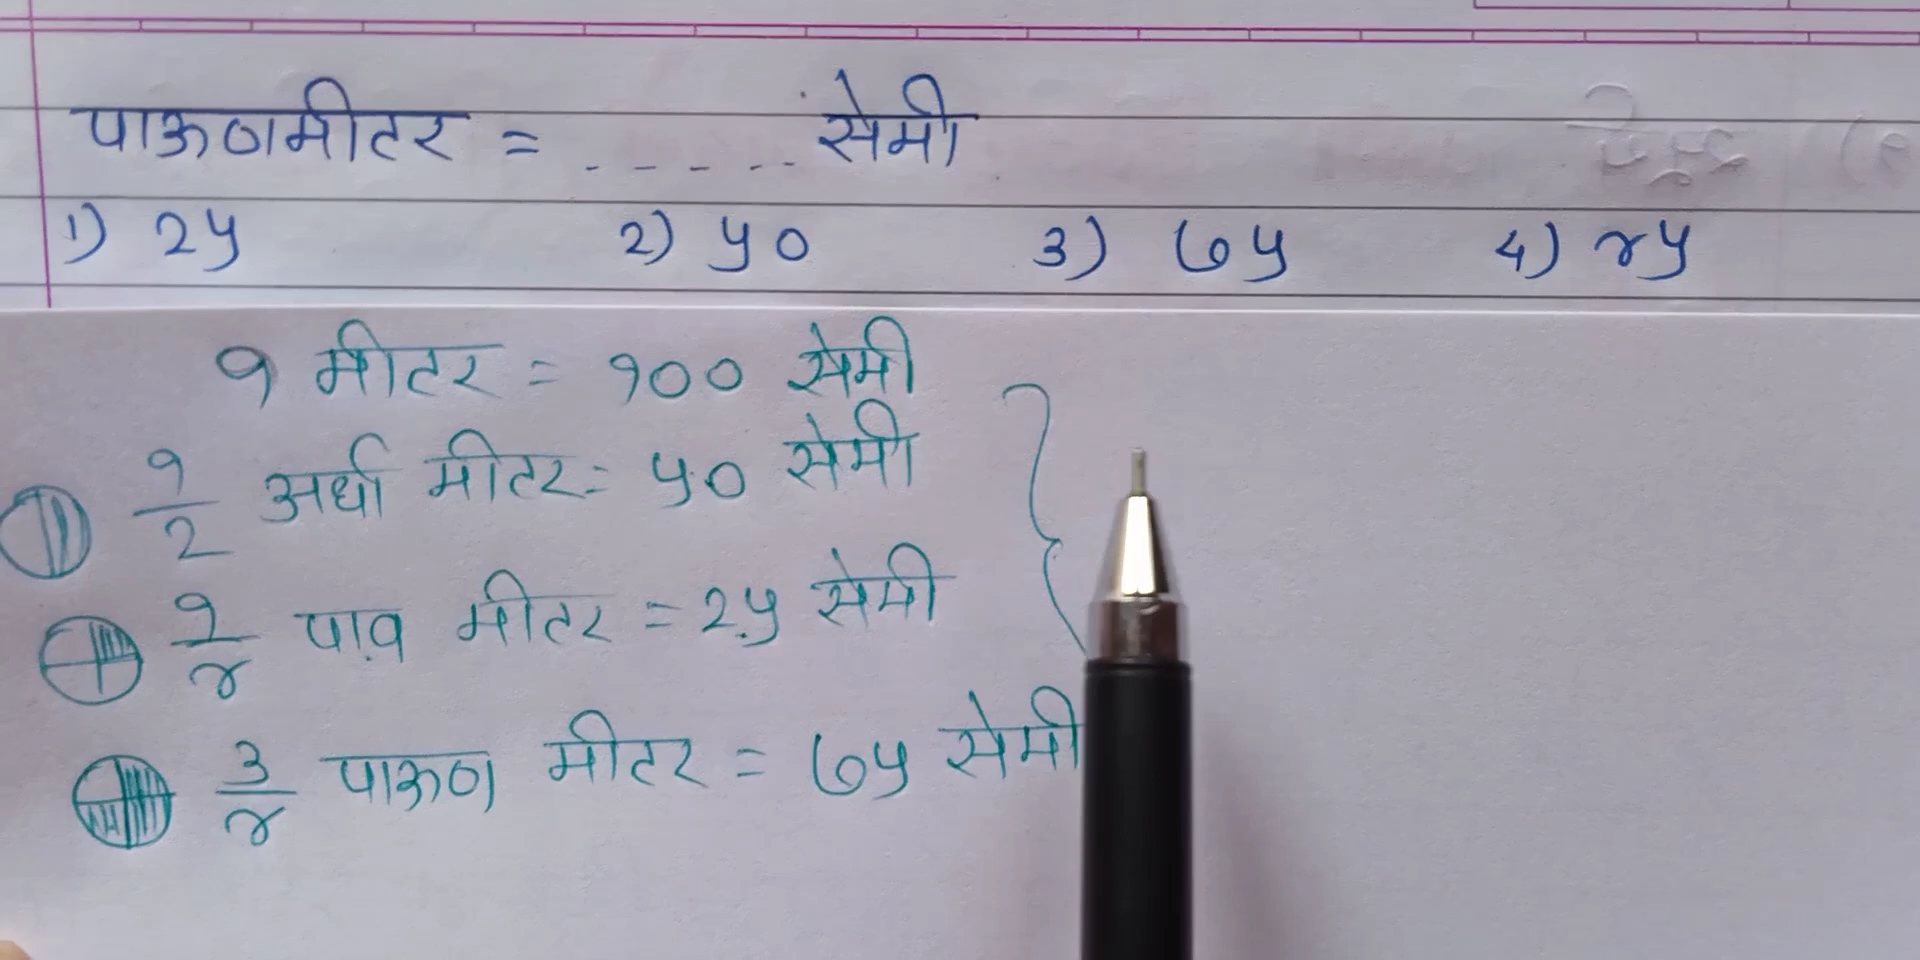 पाऊणमीटर = ..... सेमी
1) २५ 2) ५० 3) ७५ 4) ४५
१ मीटर = १०० सेमी
१/२ अर्धा मीटर = ५० सेमी
१/४ पाव मीटर = २५ सेमी
३/४ पाऊण मीटर = ७५ सेमी